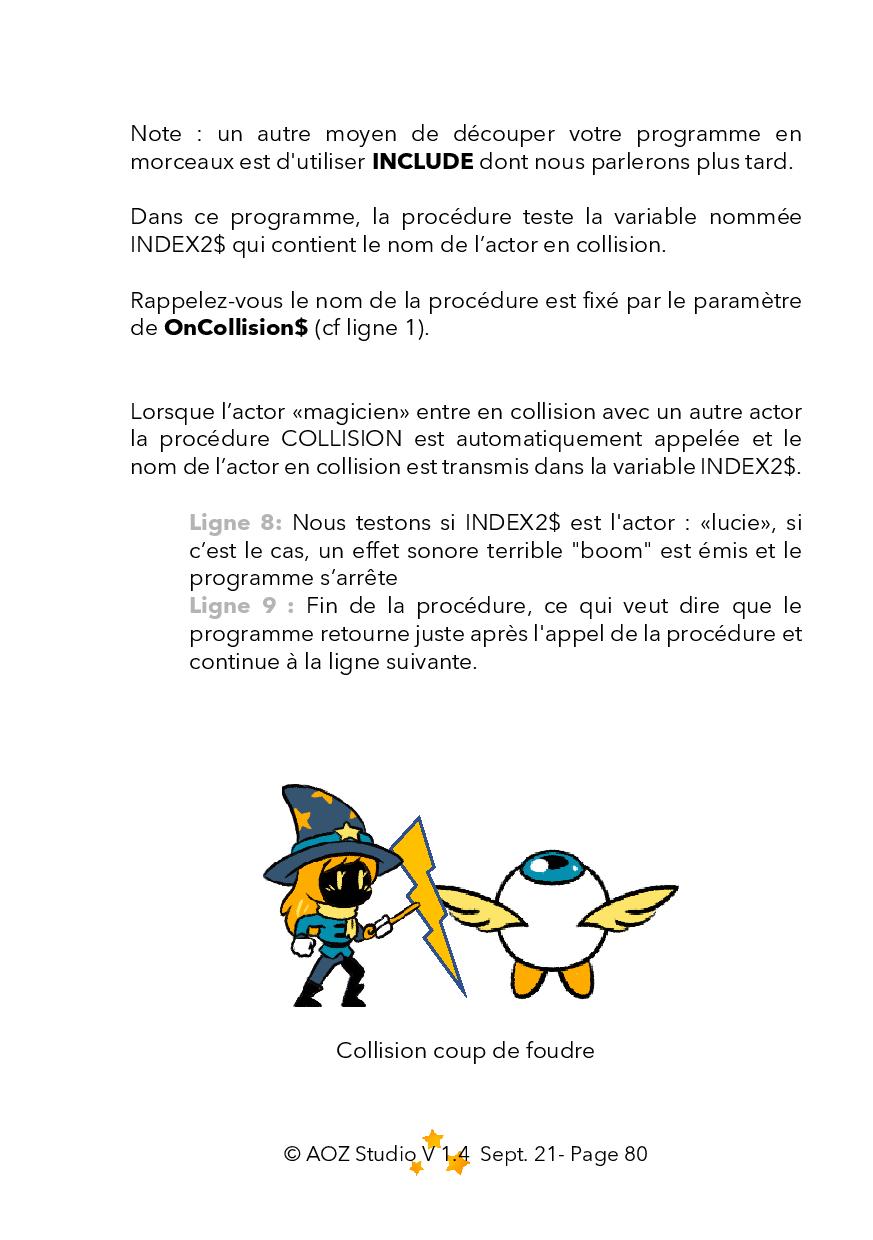 Note : un autre moyen de découper votre programme en
morceaux est d'utiliser INCLUDE dont nous parlerons plus tard.
Dans ce programme, la procédure teste la variable nommée
INDEX2$ qui contient le nom de l’actor en collision.
Rappelez-vous le nom de la procédure est fixé par le paramètre
de OnCollision$ (cf ligne 1).
Lorsque l’actor «magicien» entre en collision avec un autre actor
la procédure COLLISION est automatiquement appelée et le
nom de l’actor en collision est transmis dans la variable INDEX2$.
Ligne 8: Nous testons si INDEX2$ est l'actor : «lucie», si
c’est le cas, un effet sonore terrible "boom" est émis et le
programme s’arrête
Ligne 9 : Fin de la procédure, ce qui veut dire que le
programme retourne juste après l'appel de la procédure et
continue à la ligne suivante.
Collision coup de foudre
© AOZ Studio V 1.4 Sept. 21- Page 80